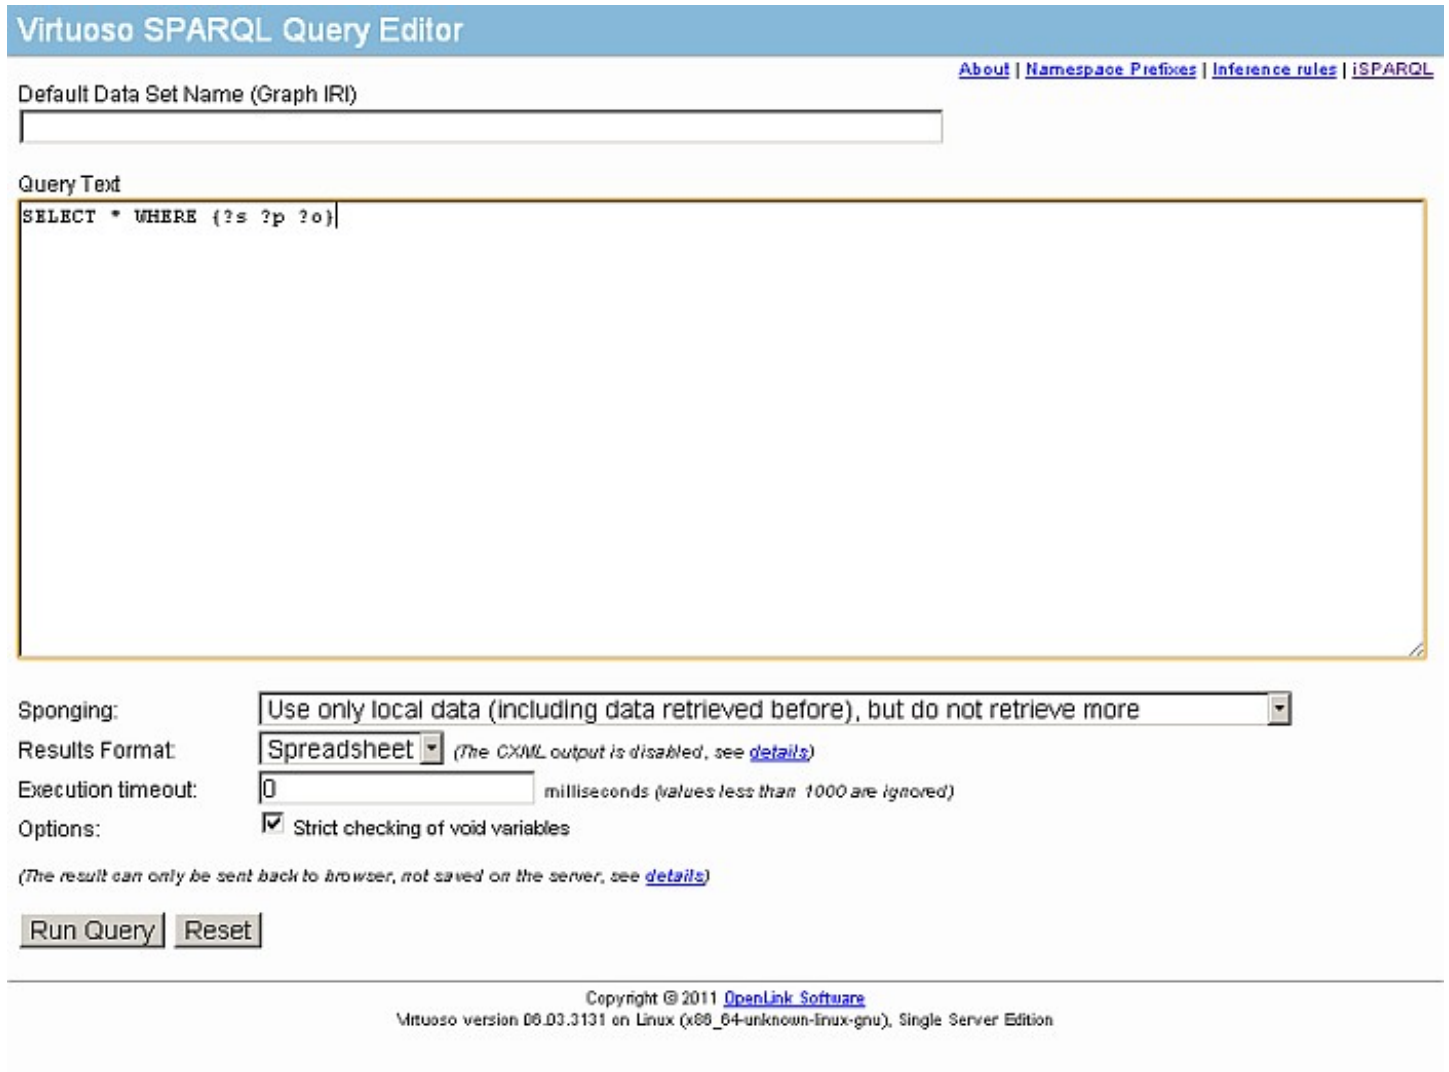 Virtuoso SPARQL Query Editor
About | Namespace Prefixes | Inference rules | iSPARQL
Default Data Set Name (Graph IRI)
Query Text
SELECT * WHERE {?s ?p ?o}
Sponging: Use only local data (including data retrieved before), but do not retrieve more
Results Format: Spreadsheet (The CXML output is disabled, see details)
Execution timeout: 0 milliseconds (values less than 1000 are ignored)
Options: Strict checking of void variables
(The result can only be sent back to browser, not saved on the server, see details)
Run Query Reset
Copyright © 2011 OpenLink Software
Virtuoso version 06.03.3131 on Linux (x86_64-unknown-linux-gnu), Single Server Edition